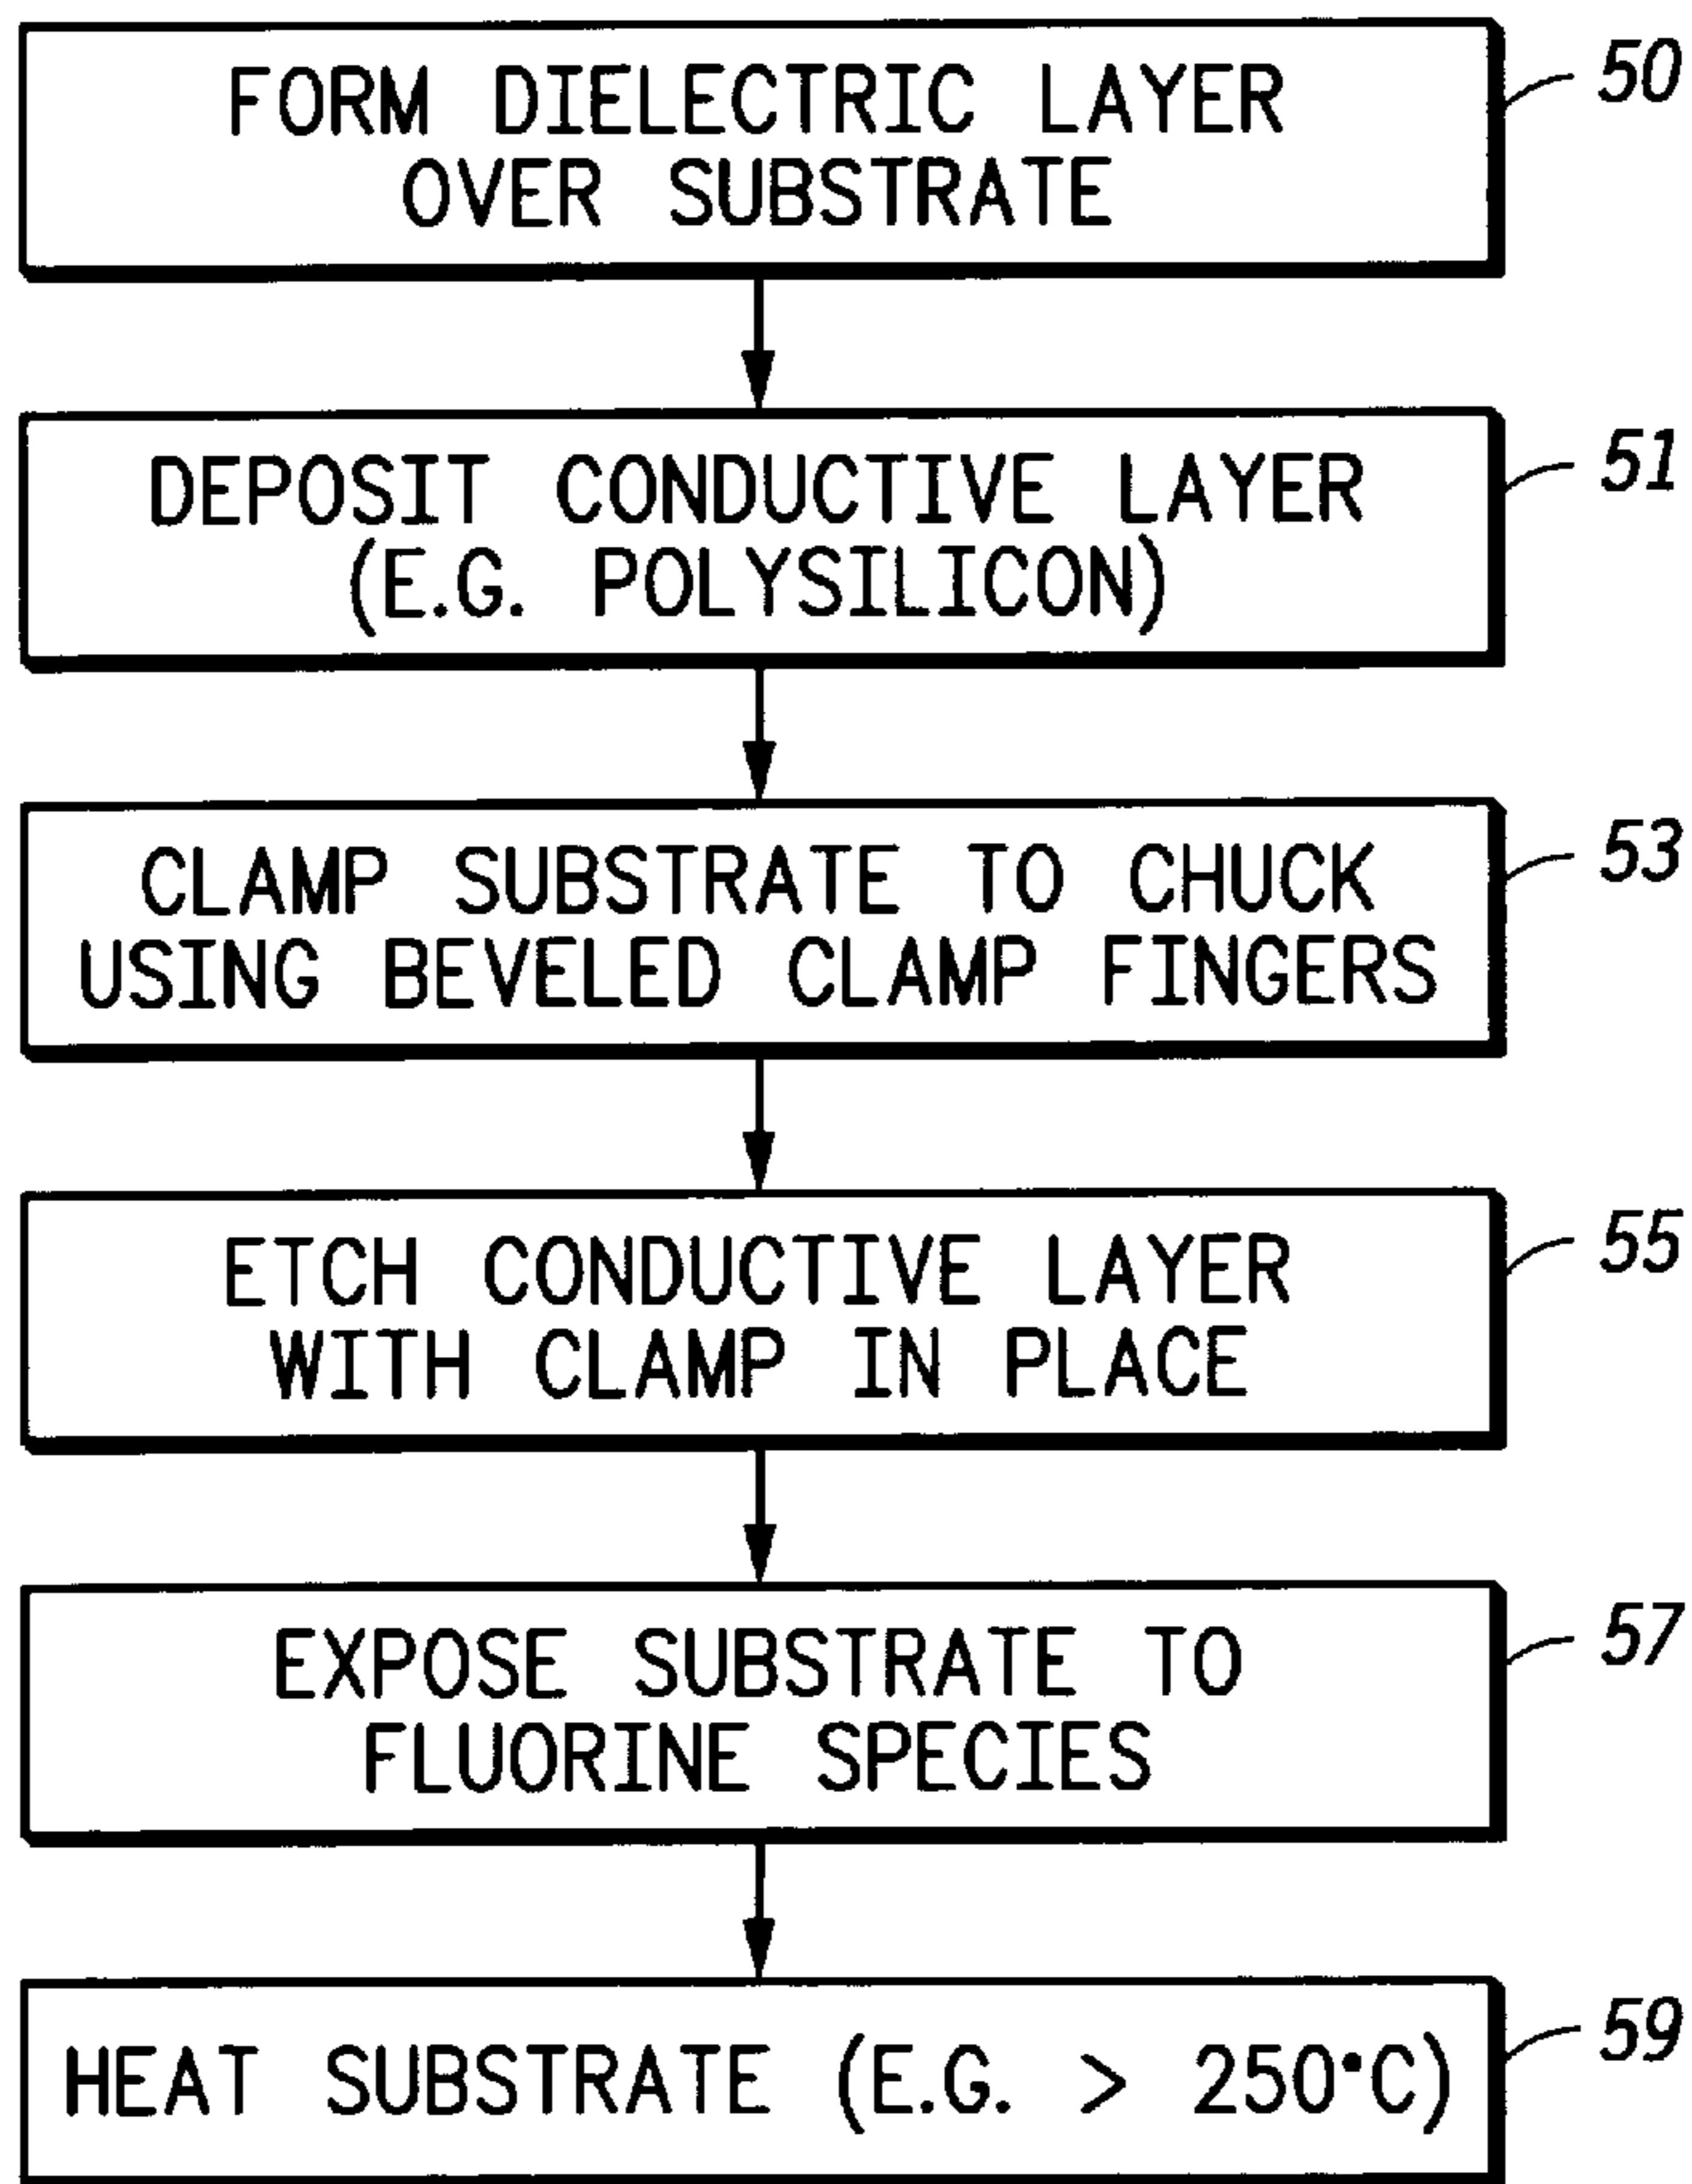 FORM DIELECTRIC LAYER
OVER SUBSTRATE
50
DEPOSIT CONDUCTIVE LAYER
(E.G. POLYSILICON)
51
CLAMP SUBSTRATE TO CHUCK
USING BEVELED CLAMP FINGERS
53
ETCH CONDUCTIVE LAYER
WITH CLAMP IN PLACE
55
EXPOSE SUBSTRATE TO
FLUORINE SPECIES
57
HEAT SUBSTRATE (E.G. > 250°C)
59